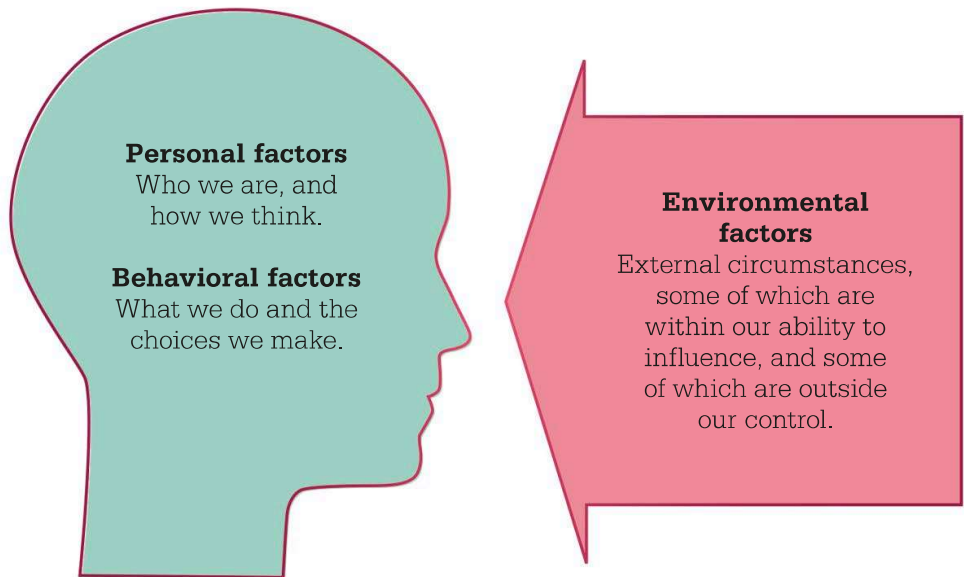 Personal factors
Who we are, and
how we think.
Behavioral factors
What we do and the
choices we make.
Environmental
factors
External circumstances,
some of which are
within our ability to
influence, and some
of which are outside
our control.